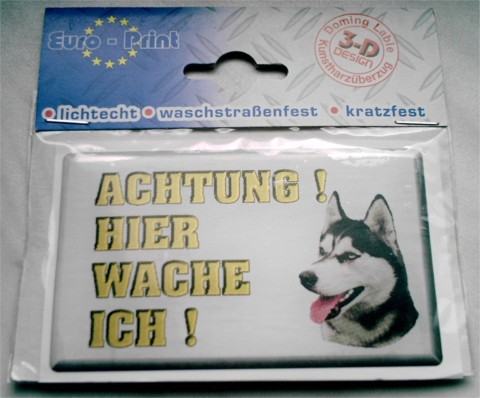 Euro - Print
Doming Lable
3-D
DESIGN
Kunstharzüberzug
lichtecht • waschstraßenfest • kratzfest
ACHTUNG !
HIER
WACHE
ICH !